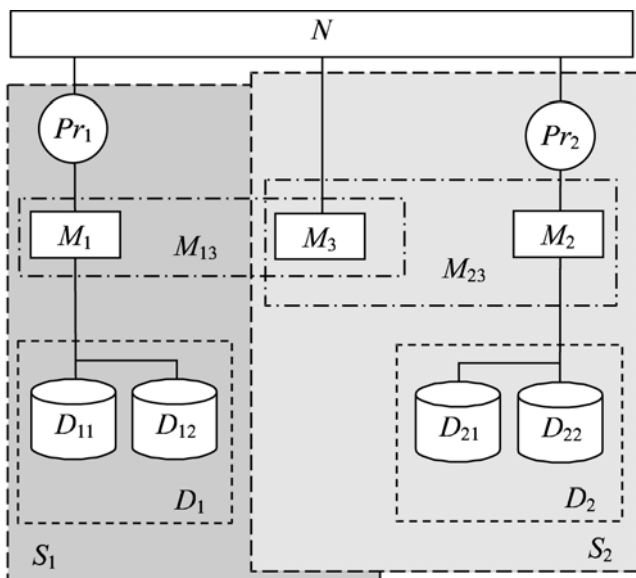 N
Pr₁
Pr₂
M₁
M₁₃
M₃
M₂
M₂₃
D₁₁
D₁₂
D₂₁
D₂₂
D₁
D₂
S₁
S₂